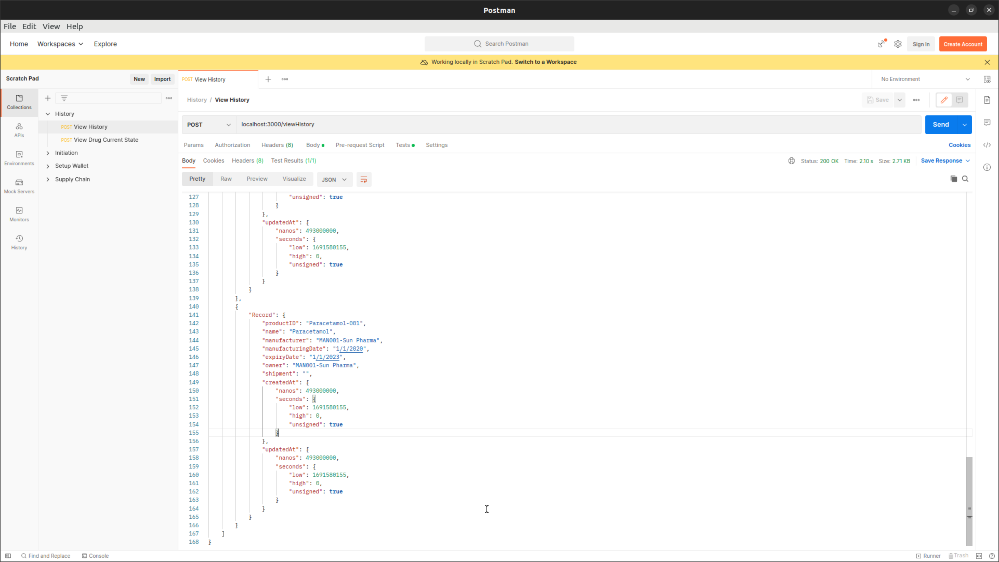 Postman
File Edit View Help
Home Workspaces Explore
Search Postman
Sign In
Create Account
Working locally in Scratch Pad. Switch to a Workspace
Scratch Pad
New
Import
POST View History
No Environment
Collections
APIs
Environments
Mock Servers
Monitors
History
History
POST View History
POST View Drug Current State
Initiation
Setup Wallet
Supply Chain
History / View History
Save
POST
localhost:3000/viewHistory
Send
Params Authorization Headers (8) Body Pre-request Script Tests Settings
Cookies
Body Cookies Headers (8) Test Results (1/1)
Status: 200 OK Time: 2.10 s Size: 2.71 KB
Save Response
Pretty Raw Preview Visualize JSON
127 "unsigned": true
128 }
129 },
130 "updatedAt": {
131 "nanos": 493000000,
132 "seconds": {
133 "low": 1691580155,
134 "high": 0,
135 "unsigned": true
136 }
137 }
138 }
139 },
140 {
141 "Record": {
142 "productID": "Paracetamol-001",
143 "name": "Paracetamol",
144 "manufacturer": "MAN001-Sun Pharma",
145 "manufacturingDate": "1/1/2020",
146 "expiryDate": "1/1/2023",
147 "owner": "MAN001-Sun Pharma",
148 "shipment": "",
149 "createdAt": {
150 "nanos": 493000000,
151 "seconds": {
152 "low": 1691580155,
153 "high": 0,
154 "unsigned": true
155 }
156 },
157 "updatedAt": {
158 "nanos": 493000000,
159 "seconds": {
160 "low": 1691580155,
161 "high": 0,
162 "unsigned": true
163 }
164 }
165 }
166 }
167 ]
168 }
Find and Replace
Console
Runner
Trash